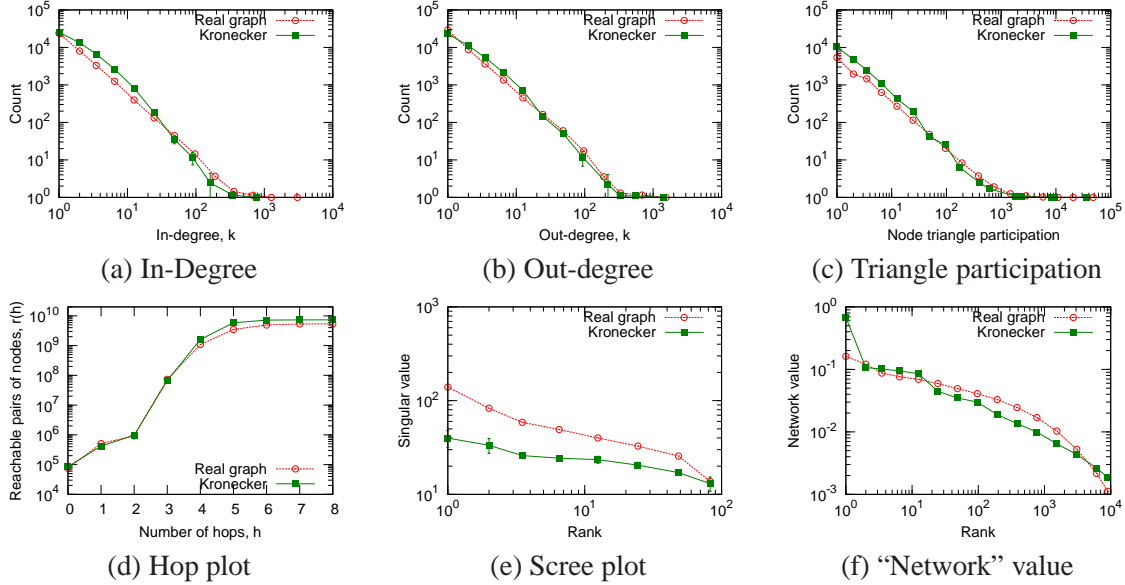 10^5
10^4
10^3
10^2
10^1
10^0
Count
Real graph
Kronecker
10^0 10^1 10^2 10^3 10^4
In-degree, k
(a) In-Degree
10^5
10^4
10^3
10^2
10^1
10^0
Count
Real graph
Kronecker
10^0 10^1 10^2 10^3 10^4
Out-degree, k
(b) Out-degree
10^5
10^4
10^3
10^2
10^1
10^0
Count
Real graph
Kronecker
10^0 10^1 10^2 10^3 10^4 10^5
Node triangle participation
(c) Triangle participation
10^10
10^9
10^8
10^7
10^6
10^5
10^4
Reachable pairs of nodes, r(h)
Real graph
Kronecker
0 1 2 3 4 5 6 7 8
Number of hops, h
(d) Hop plot
10^3
10^2
10^1
Singular value
Real graph
Kronecker
10^0 10^1 10^2
Rank
(e) Scree plot
10^0
10^-1
10^-2
10^-3
Network value
Real graph
Kronecker
10^0 10^1 10^2 10^3 10^4
Rank
(f) “Network” value